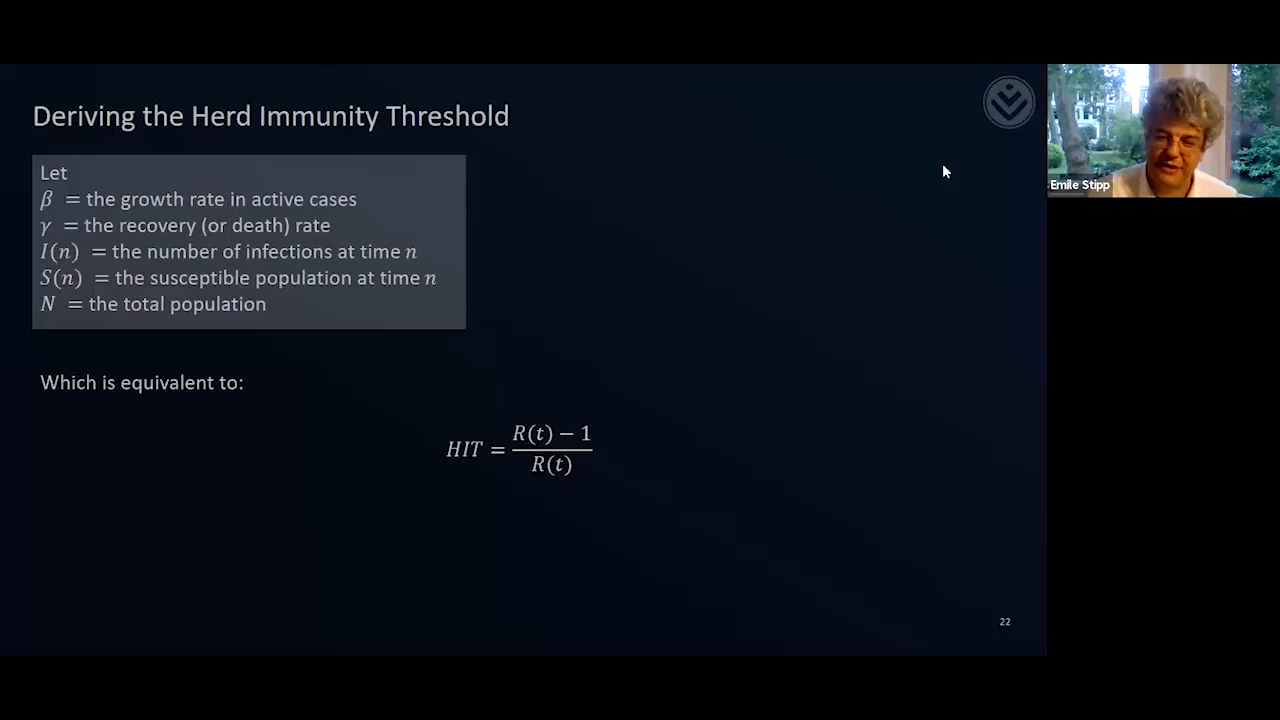 Deriving the Herd Immunity Threshold
Let
β = the growth rate in active cases
γ = the recovery (or death) rate
I(n) = the number of infections at time n
S(n) = the susceptible population at time n
N = the total population
Which is equivalent to:
HIT = \frac{R(t) − 1}{R(t)}
22
Emile Stipp